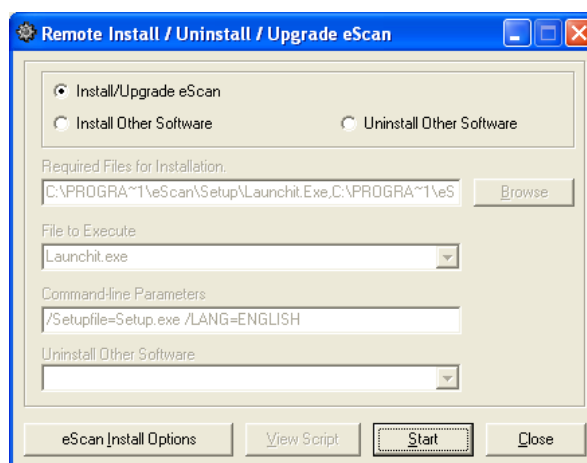 Remote Install / Uninstall / Upgrade eScan
Install/Upgrade eScan
Install Other Software Uninstall Other Software
Required Files for Installation.
C:\PROGRA~1\eScan\Setup\Launchit.Exe,C:\PROGRA~1\eS Browse
File to Execute
Launchit.exe
Command-line Parameters
/Setupfile=Setup.exe /LANG=ENGLISH
Uninstall Other Software
eScan Install Options View Script Start Close